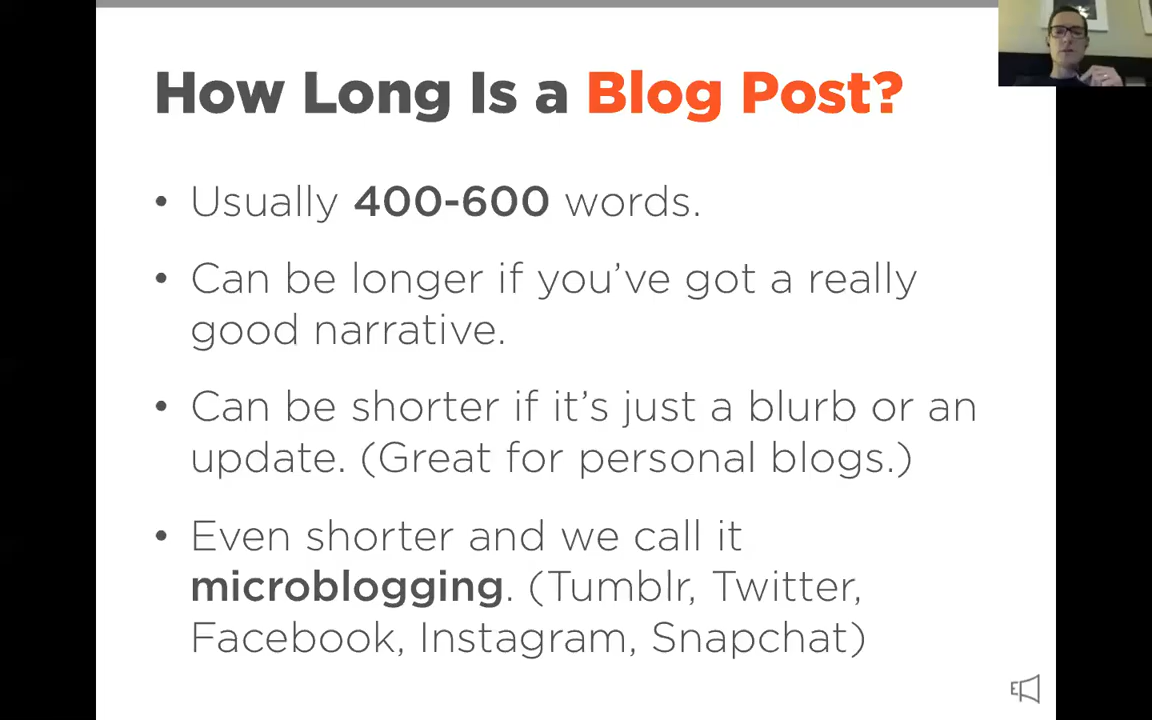 How Long Is a Blog Post?
• Usually 400-600 words.
• Can be longer if you’ve got a really
good narrative.
• Can be shorter if it’s just a blurb or an
update. (Great for personal blogs.)
• Even shorter and we call it
microblogging. (Tumblr, Twitter,
Facebook, Instagram, Snapchat)